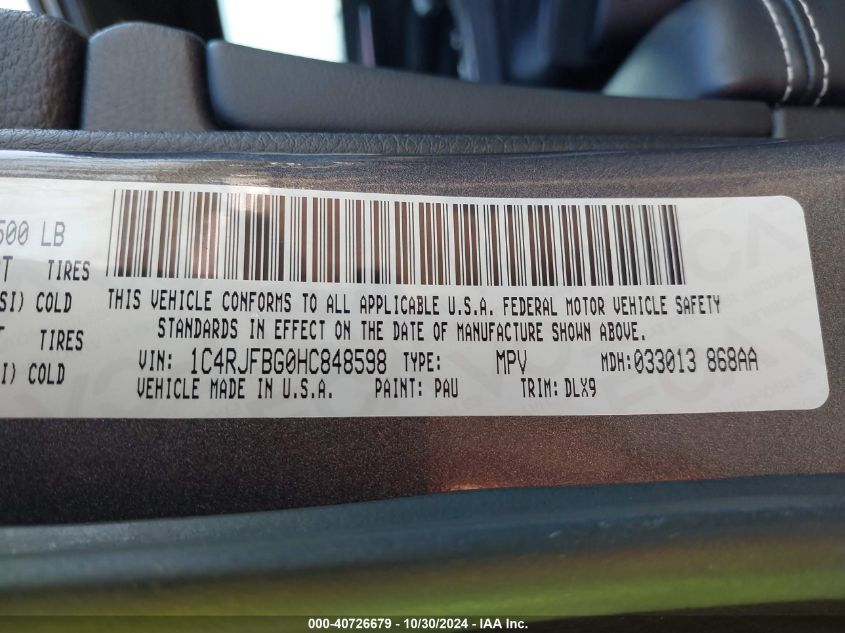 500 LB
TIRES
SI) COLD
TIRES
I) COLD
THIS VEHICLE CONFORMS TO ALL APPLICABLE U.S.A. FEDERAL MOTOR VEHICLE SAFETY
STANDARDS IN EFFECT ON THE DATE OF MANUFACTURE SHOWN ABOVE.
VIN: 1C4RJFBG0HC848598 TYPE: MPV MDH:033013 868AA
VEHICLE MADE IN U.S.A. PAINT: PAU TRIM: DLX9
000-40726679 - 10/30/2024 - IAA Inc.